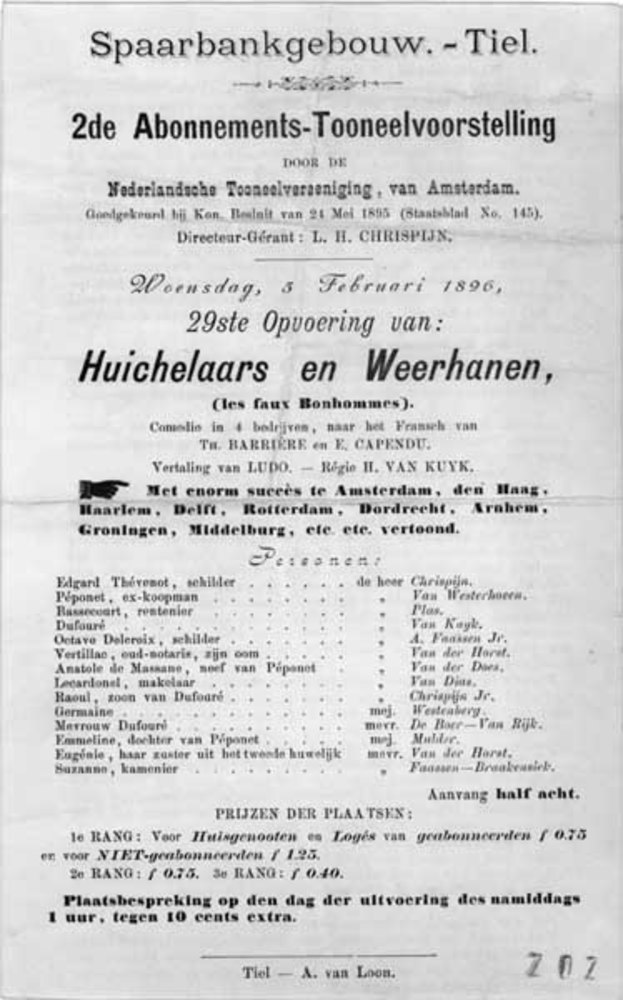 Spaarbankgebouw. - Tiel.
2de Abonnements-Tooneelvoorstelling
DOOR DE
Nederlandsche Tooneelvereeniging, van Amsterdam.
Goedgekeurd bij Kon. Besluit van 24 Mei 1895 (Staatsblad No. 145).
Directeur-Gérant: L. H. CHRISPIJN.
Woensdag, 5 Februari 1896,
29ste Opvoering van:
Huichelaars en Weerhanen,
(les faux Bonhommes).
Comedie in 4 bedrijven, naar het Fransch van
TH. BARRIÈRE en E. CAPENDU.
Vertaling van LUDO. — Régie H. VAN KUYK.
Met enorm succès te Amsterdam, den Haag,
Haarlem, Delft, Rotterdam, Dordrecht, Arnhem,
Groningen, Middelburg, etc. etc. vertoond.
Personen:
Edgard Thévenot, schilder . . . . . . de heer Chrispijn.
Péponet, ex-koopman . . . . . . . „ Van Westerhoven.
Bassecourt, rentenier . . . . . . . „ Plas.
Dufouré . . . . . . . . . . „ Van Kuyk.
Octave Delcroix, schilder . . . . . . „ A. Faassen Jr.
Vertillac, oud-notaris, zijn oom . . . . . „ Van der Horst.
Anatole de Massane, neef van Péponet . „ Van der Does.
Lecardonel, makelaar . . . . . . . „ Van Dias.
Raoul, zoon van Dufouré . . . . . . „ Chrispijn Jr.
Germaine . . . . . . . . . . mej. Westenberg.
Mevrouw Dufouré . . . . . . . . mevr. De Boer—Van Rijk.
Emmeline, dochter van Péponet . . . . mej. Mulder.
Eugénie, haar zuster uit het tweede huwelijk mevr. Van der Horst.
Suzanne, kamenier . . . . . . . . „ Faassen—Braakensiek.
Aanvang half acht.
PRIJZEN DER PLAATSEN:
1e RANG: Voor Huisgenooten en Logés van geabonneerden f 0.75
en voor NIET-geabonneerden f 1.25.
2e RANG: f 0.75. 3e RANG: f 0.40.
Plaatsbespreking op den dag der uitvoering des namiddags
1 uur, tegen 10 cents extra.
Tiel — A. van Loon.
202